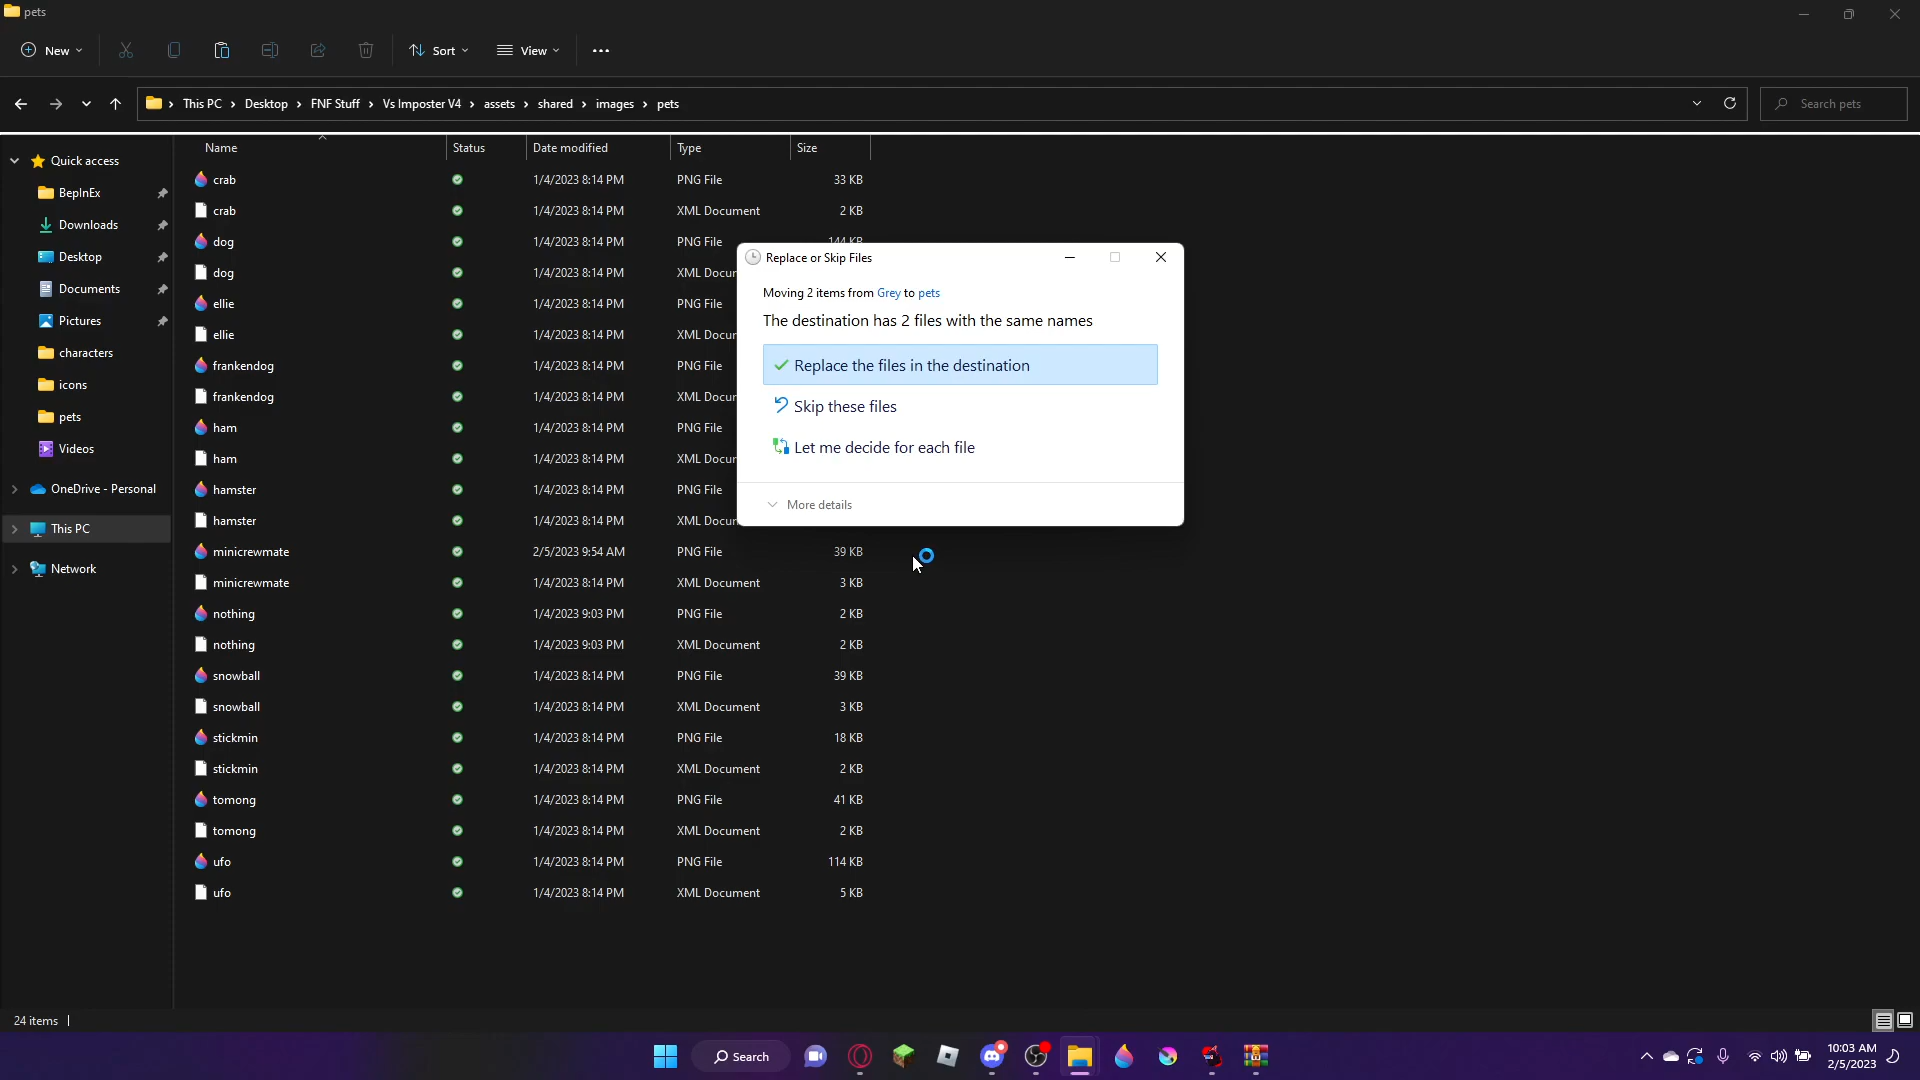 pets
New
Sort
View
This PC > Desktop > FNF Stuff > Vs Imposter V4 > assets > shared > images > pets
Search pets
Name Status Date modified Type Size
Quick access
BepInEx
Downloads
Desktop
Documents
Pictures
characters
icons
pets
Videos
OneDrive - Personal
This PC
Network
crab 1/4/2023 8:14 PM PNG File 33 KB
crab 1/4/2023 8:14 PM XML Document 2 KB
dog 1/4/2023 8:14 PM PNG File 144 KB
dog 1/4/2023 8:14 PM XML Docur
ellie 1/4/2023 8:14 PM PNG File
ellie 1/4/2023 8:14 PM XML Docur
frankendog 1/4/2023 8:14 PM PNG File
frankendog 1/4/2023 8:14 PM XML Docur
ham 1/4/2023 8:14 PM PNG File
ham 1/4/2023 8:14 PM XML Docur
hamster 1/4/2023 8:14 PM PNG File
hamster 1/4/2023 8:14 PM XML Docur
minicrewmate 2/5/2023 9:54 AM PNG File 39 KB
minicrewmate 1/4/2023 8:14 PM XML Document 3 KB
nothing 1/4/2023 9:03 PM PNG File 2 KB
nothing 1/4/2023 9:03 PM XML Document 2 KB
snowball 1/4/2023 8:14 PM PNG File 39 KB
snowball 1/4/2023 8:14 PM XML Document 3 KB
stickmin 1/4/2023 8:14 PM PNG File 18 KB
stickmin 1/4/2023 8:14 PM XML Document 2 KB
tomong 1/4/2023 8:14 PM PNG File 41 KB
tomong 1/4/2023 8:14 PM XML Document 2 KB
ufo 1/4/2023 8:14 PM PNG File 114 KB
ufo 1/4/2023 8:14 PM XML Document 5 KB
Replace or Skip Files
Moving 2 items from Grey to pets
The destination has 2 files with the same names
Replace the files in the destination
Skip these files
Let me decide for each file
More details
24 items
Search
10:03 AM
2/5/2023